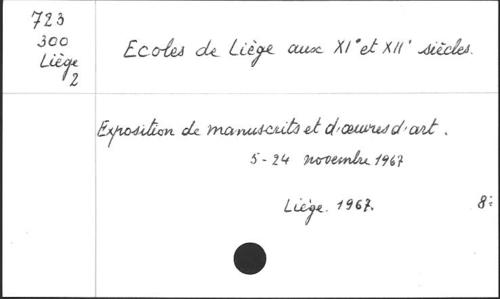 723
300
Liège
2
Ecoles de Liège aux XIe et XIIe siècles.
Exposition de manuscrits et d'œuvres d'art.
5-24 novembre 1967
Liège. 1967. 8º